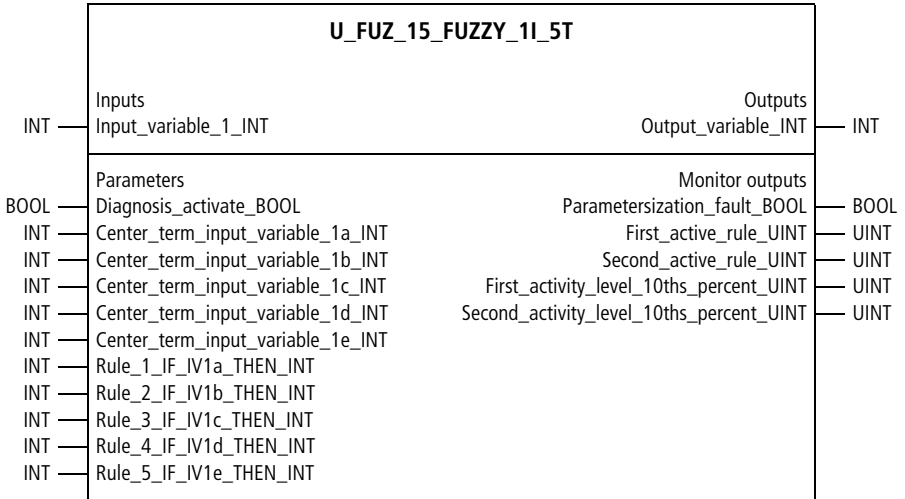 U_FUZ_15_FUZZY_1I_5T
Inputs Outputs
INT Input_variable_1_INT Output_variable_INT INT
Parameters Monitor outputs
BOOL Diagnosis_activate_BOOL Parametersization_fault_BOOL BOOL
INT Center_term_input_variable_1a_INT First_active_rule_UINT UINT
INT Center_term_input_variable_1b_INT Second_active_rule_UINT UINT
INT Center_term_input_variable_1c_INT First_activity_level_10ths_percent_UINT UINT
INT Center_term_input_variable_1d_INT Second_activity_level_10ths_percent_UINT UINT
INT Center_term_input_variable_1e_INT
INT Rule_1_IF_IV1a_THEN_INT
INT Rule_2_IF_IV1b_THEN_INT
INT Rule_3_IF_IV1c_THEN_INT
INT Rule_4_IF_IV1d_THEN_INT
INT Rule_5_IF_IV1e_THEN_INT